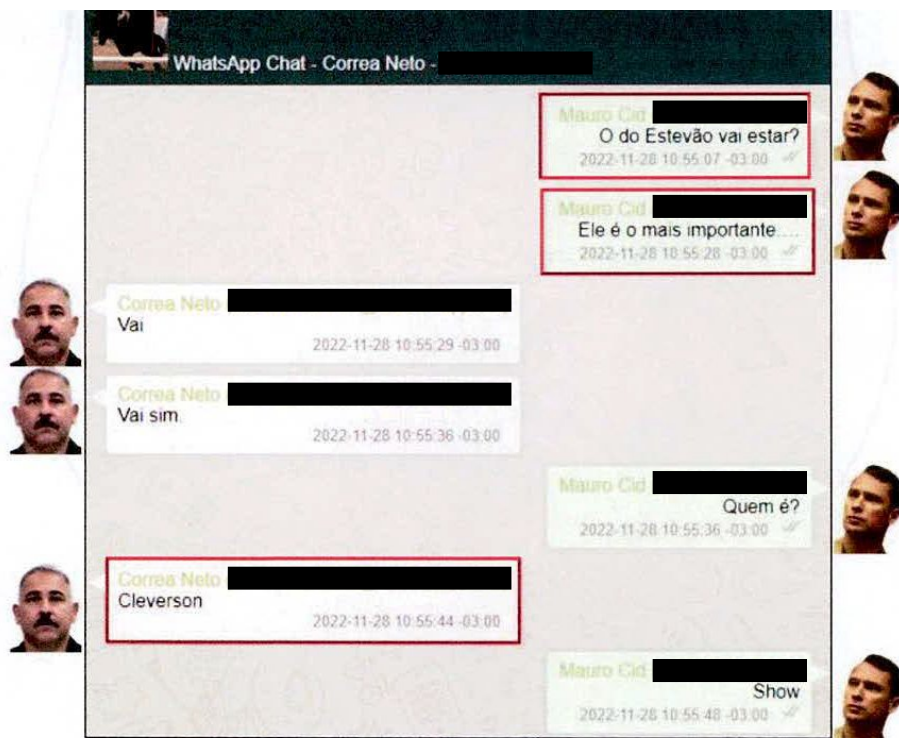 WhatsApp Chat - Correa Neto -
Mauro Cid
O do Estevão vai estar?
2022-11-28 10:55:07 -03:00
Mauro Cid
Ele é o mais importante....
2022-11-28 10:55:28 -03:00
Correa Neto
Vai
2022-11-28 10:55:29 -03:00
Correa Neto
Vai sim.
2022-11-28 10:55:36 -03:00
Mauro Cid
Quem é?
2022-11-28 10:55:36 -03:00
Correa Neto
Cleverson
2022-11-28 10:55:44 -03:00
Mauro Cid
Show
2022-11-28 10:55:48 -03:00